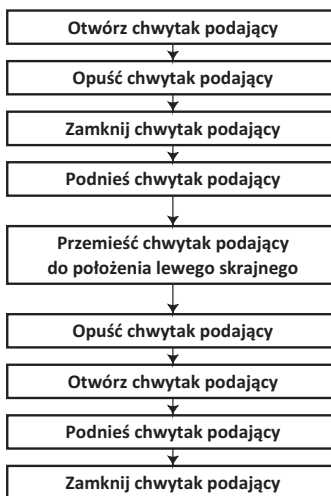 Otwórz chwytak podający
Opuść chwytak podający
Zamknij chwytak podający
Podnieś chwytak podający
Przemieść chwytak podający
do położenia lewego skrajnego
Opuść chwytak podający
Otwórz chwytak podający
Podnieś chwytak podający
Zamknij chwytak podający